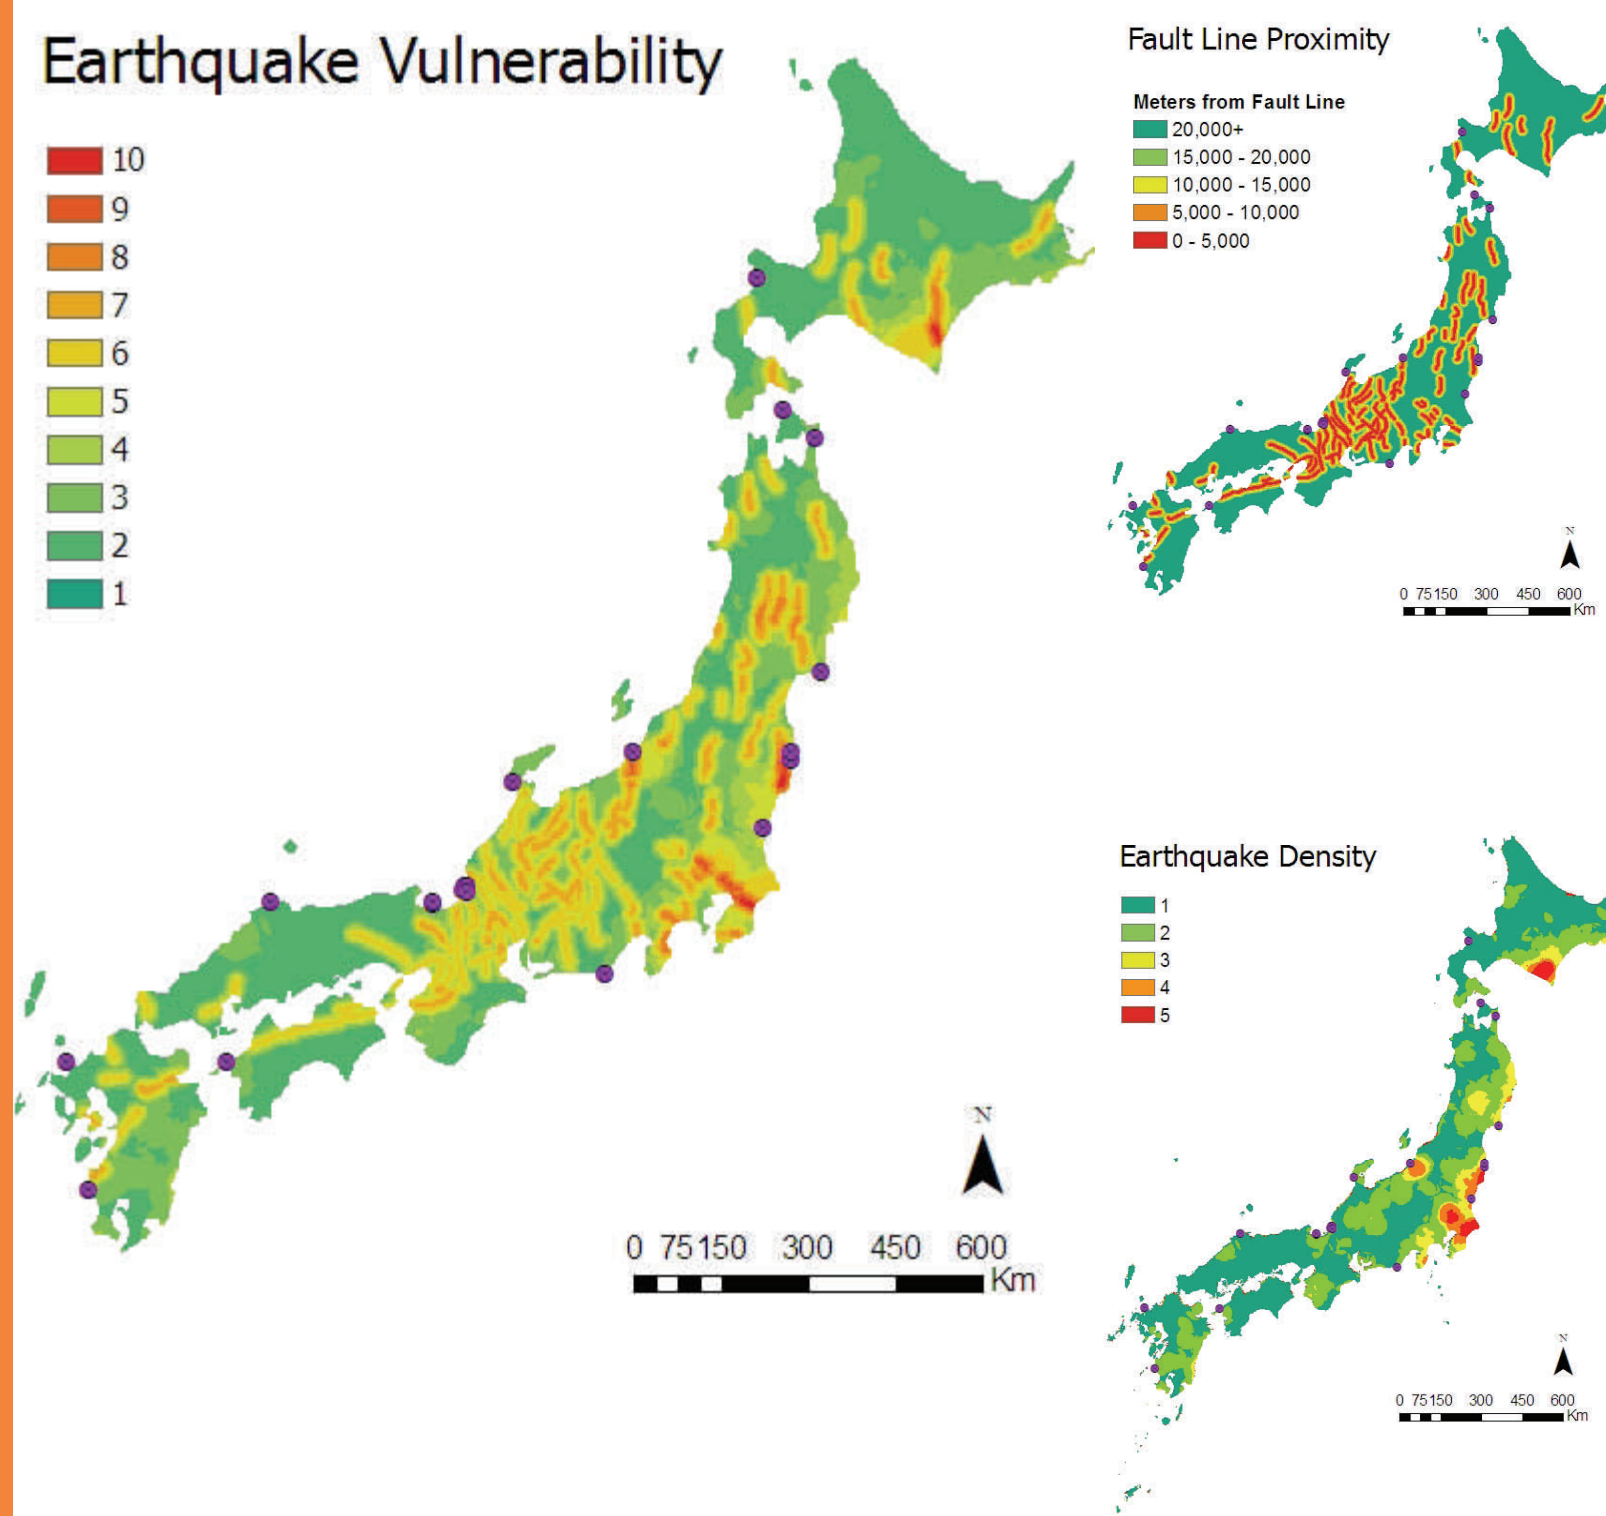 Earthquake Vulnerability
10
9
8
7
6
5
4
3
2
1
N
0 75 150 300 450 600
Km
Fault Line Proximity
Meters from Fault Line
20,000+
15,000 - 20,000
10,000 - 15,000
5,000 - 10,000
0 - 5,000
N
0 75 150 300 450 600
Km
Earthquake Density
1
2
3
4
5
N
0 75 150 300 450 600
Km